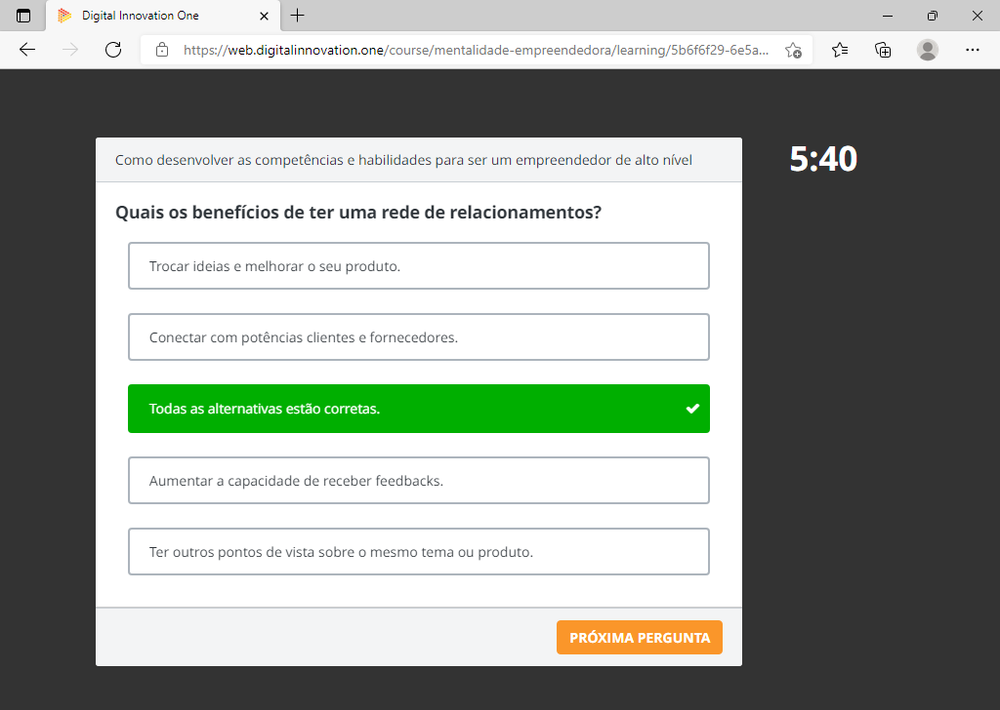 Digital Innovation One
https://web.digitalinnovation.one/course/mentalidade-empreendedora/learning/5b6f6f29-6e5a...
Como desenvolver as competências e habilidades para ser um empreendedor de alto nível
5:40
Quais os benefícios de ter uma rede de relacionamentos?
Trocar ideias e melhorar o seu produto.
Conectar com potências clientes e fornecedores.
Todas as alternativas estão corretas.
Aumentar a capacidade de receber feedbacks.
Ter outros pontos de vista sobre o mesmo tema ou produto.
PRÓXIMA PERGUNTA